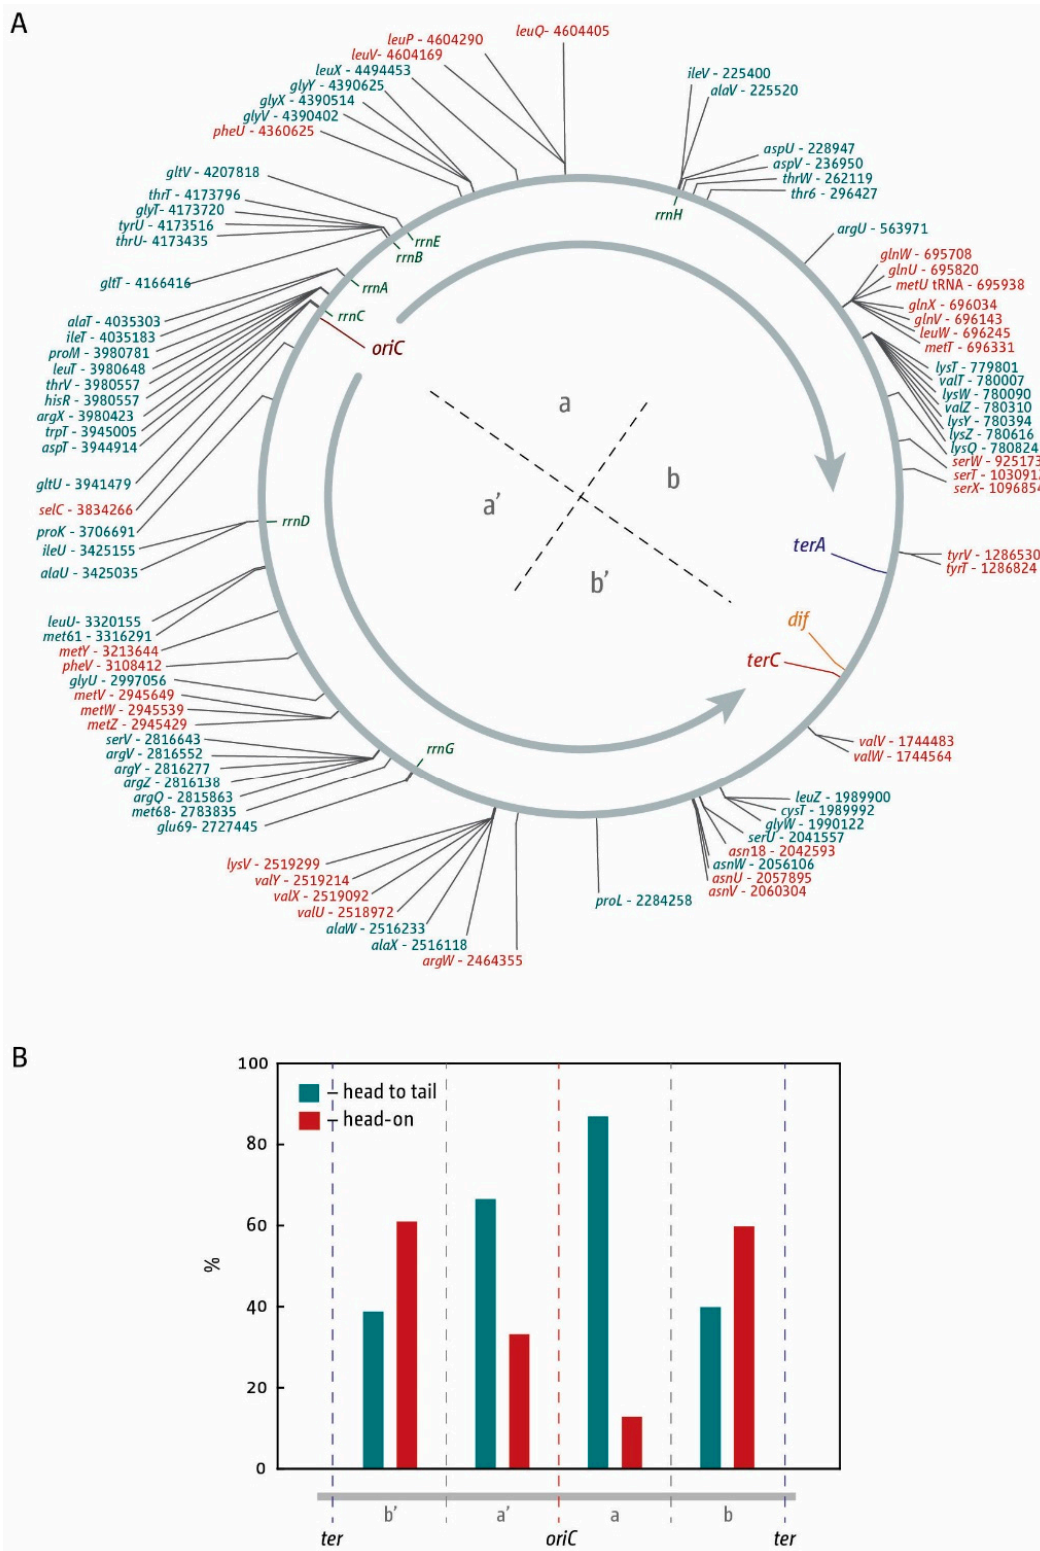 A
leuQ- 4604405
leuP - 4604290
leuV- 4604169
leuX - 4494453
glyY - 4390625
glyX - 4390514
glyV - 4390402
pheU - 4360625
gltV - 4207818
thrT - 4173796
glyT- 4173720
tyrU - 4173516
thrU- 4173435
gltT - 4166416
alaT - 4035303
ileT - 4035183
proM - 3980781
leuT - 3980648
thrV - 3980557
hisR - 3980557
argX - 3980423
trpT - 3945005
aspT - 3944914
gltU - 3941479
selC - 3834266
proK - 3706691
ileU - 3425155
alaU - 3425035
leuU- 3320155
met61 - 3316291
metY - 3213644
pheV - 3108412
glyU - 2997056
metV - 2945649
metW - 2945539
metZ - 2945429
serV - 2816643
argV - 2816552
argY - 2816277
argZ - 2816138
argQ - 2815863
met68- 2783835
glu69- 2727445
lysV - 2519299
valY - 2519214
valX - 2519092
valU - 2518972
alaW - 2516233
alaX - 2516118
argW - 2464355
proL - 2284258
ileV - 225400
alaV - 225520
aspU - 228947
aspV - 236950
thrW - 262119
thr6 - 296427
argU - 563971
glnW - 695708
glnU - 695820
metU tRNA - 695938
glnX - 696034
glnV - 696143
leuW - 696245
metT - 696331
lysT - 779801
valT - 780007
lysW - 780090
valZ - 780310
lysY - 780394
lysZ - 780616
lysQ - 780824
serW - 925173
serT - 103091
serX- 109685
tyrV - 1286530
tyrT - 1286824
valV - 1744483
valW - 1744564
leuZ - 1989900
cysT - 1989992
glyW - 1990122
serU - 2041557
asn18 - 2042593
asnW - 2056106
asnU - 2057895
asnV - 2060304
rrnH
rrnE
rrnB
rrnA
rrnC
oriC
rrnD
rrnG
a
b
a’
b’
terA
dif
terC
B
– head to tail
– head-on
100
80
60
40
20
0
%
b’ a’ a b
ter oriC ter